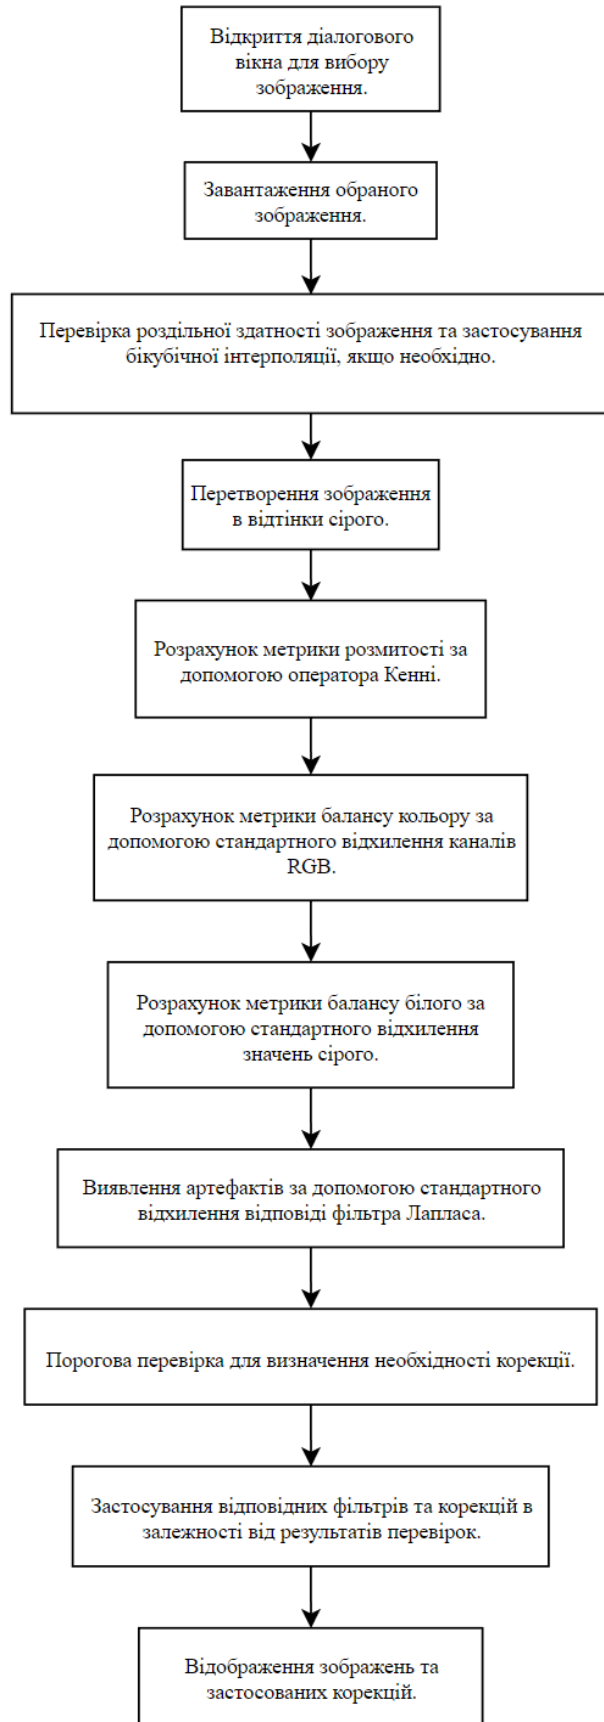 Відкриття діалогового
вікна для вибору
зображення.
Завантаження обраного
зображення.
Перевірка роздільної здатності зображення та застосування
бікубічної інтерполяції, якщо необхідно.
Перетворення зображення
в відтінки сірого.
Розрахунок метрики розмитості за
допомогою оператора Кенні.
Розрахунок метрики балансу кольору за
допомогою стандартного відхилення каналів
RGB.
Розрахунок метрики балансу білого за
допомогою стандартного відхилення
значень сірого.
Виявлення артефактів за допомогою стандартного
відхилення відповіді фільтра Лапласа.
Порогова перевірка для визначення необхідності корекції.
Застосування відповідних фільтрів та корекцій в
залежності від результатів перевірок.
Відображення зображень та
застосованих корекцій.